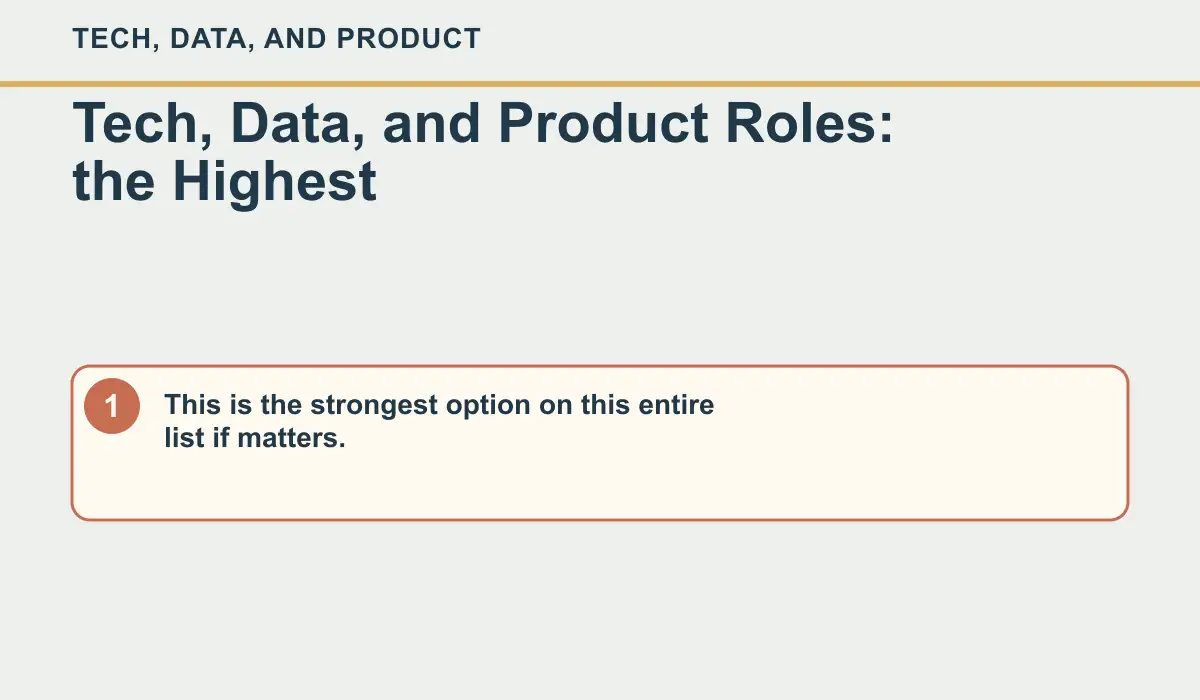 TECH, DATA, AND PRODUCT
Tech, Data, and Product Roles:
the Highest
1
This is the strongest option on this entire
list if matters.